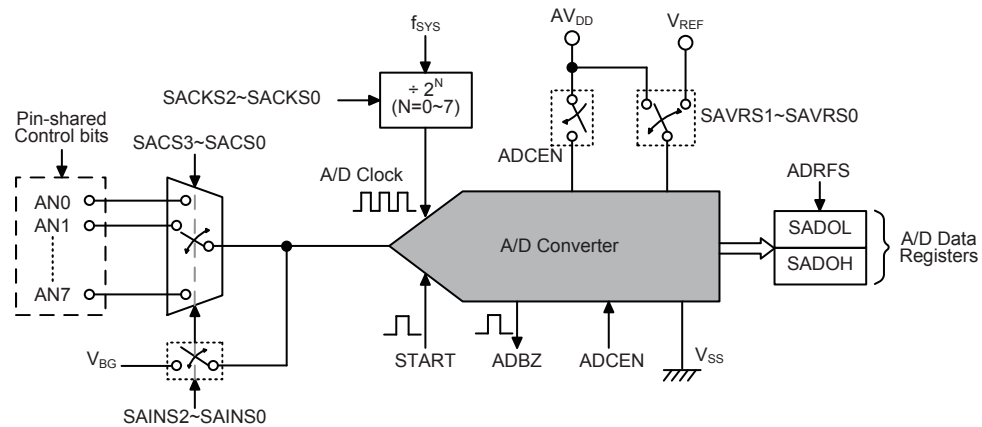 fSYS
AVDD
VREF
÷ 2N
(N=0~7)
SACKS2~SACKS0
SAVRS1~SAVRS0
ADCEN
Pin-shared
Control bits
SACS3~SACS0
A/D Clock
ADRFS
AN0
AN1
AN7
A/D Converter
SADOL
SADOH
A/D Data
Registers
START
ADBZ
ADCEN
VSS
VBG
SAINS2~SAINS0